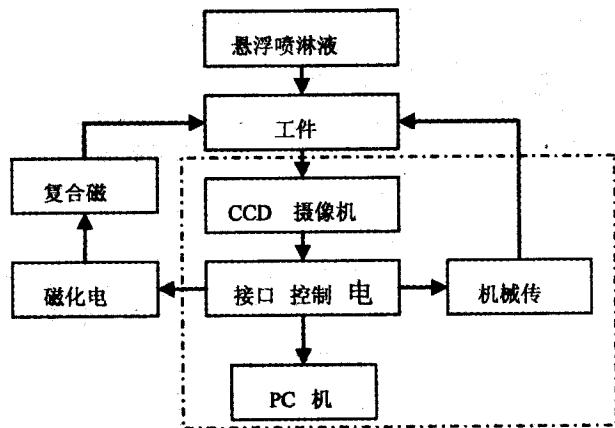 悬浮喷淋液
工件
复合磁
CCD 摄像机
磁化电
接口 控制 电
机械传
PC 机